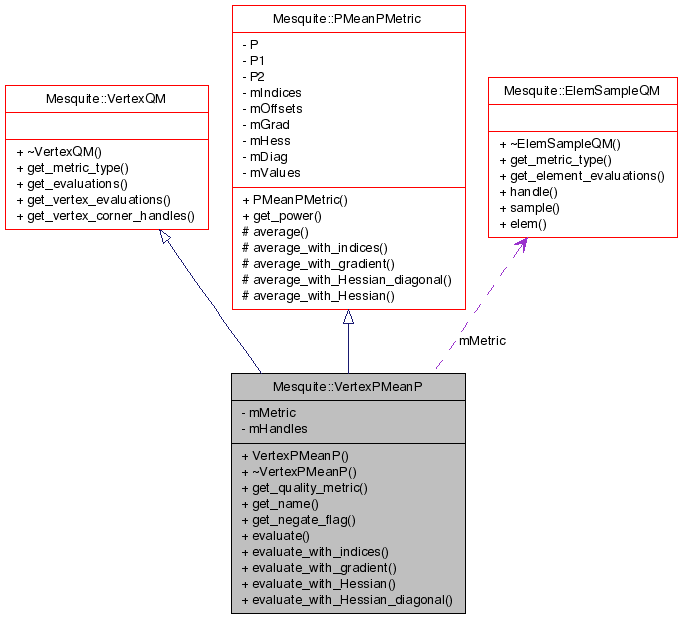 Mesquite::PMeanPMetric
- P
- P1
- P2
- mIndices
- mOffsets
- mGrad
- mHess
- mDiag
- mValues
+ PMeanPMetric()
+ get_power()
# average()
# average_with_indices()
# average_with_gradient()
# average_with_Hessian_diagonal()
# average_with_Hessian()
Mesquite::VertexQM
+ ~VertexQM()
+ get_metric_type()
+ get_evaluations()
+ get_vertex_evaluations()
+ get_vertex_corner_handles()
Mesquite::ElemSampleQM
+ ~ElemSampleQM()
+ get_metric_type()
+ get_element_evaluations()
+ handle()
+ sample()
+ elem()
mMetric
Mesquite::VertexPMeanP
- mMetric
- mHandles
+ VertexPMeanP()
+ ~VertexPMeanP()
+ get_quality_metric()
+ get_name()
+ get_negate_flag()
+ evaluate()
+ evaluate_with_indices()
+ evaluate_with_gradient()
+ evaluate_with_Hessian()
+ evaluate_with_Hessian_diagonal()